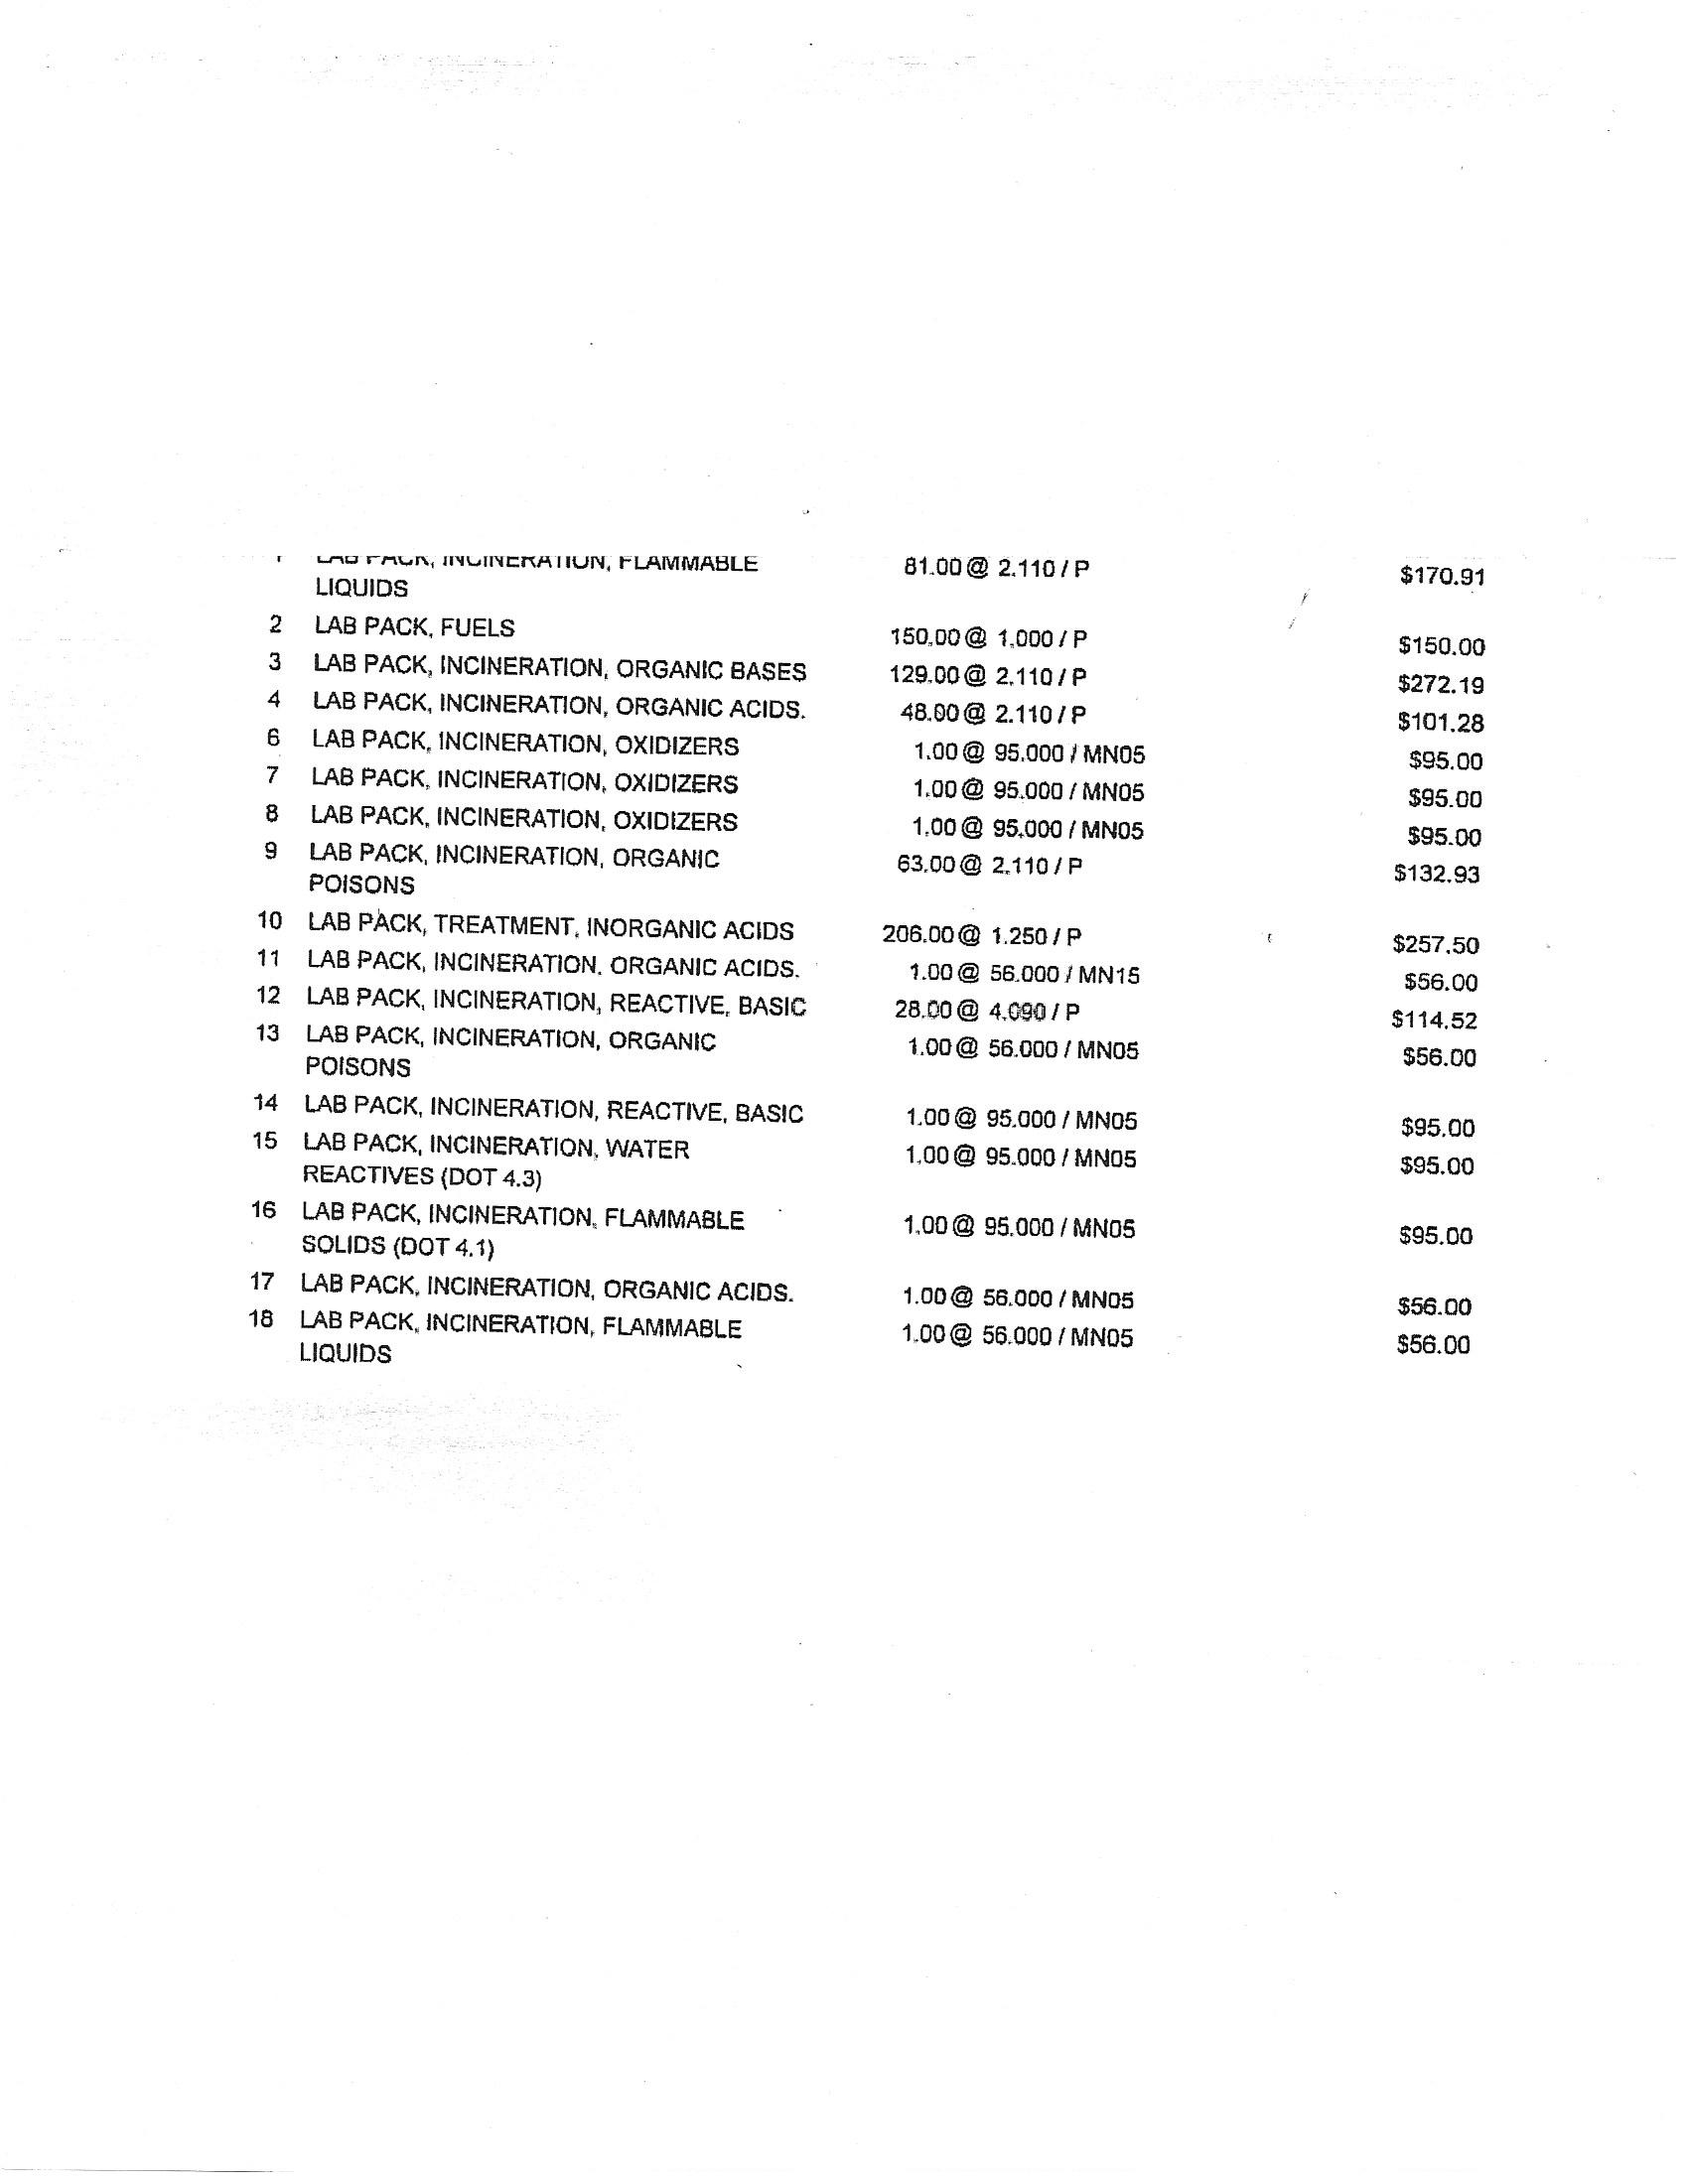 1 LAB PACK, INCINERATION, FLAMMABLE 81.00 @ 2.110 / P $170.91
LIQUIDS
2 LAB PACK, FUELS 150.00 @ 1.000 / P $150.00
3 LAB PACK, INCINERATION, ORGANIC BASES 129.00 @ 2.110 / P $272.19
4 LAB PACK, INCINERATION, ORGANIC ACIDS. 48.00 @ 2.110 / P $101.28
6 LAB PACK, INCINERATION, OXIDIZERS 1.00 @ 95.000 / MN05 $95.00
7 LAB PACK, INCINERATION, OXIDIZERS 1.00 @ 95.000 / MN05 $95.00
8 LAB PACK, INCINERATION, OXIDIZERS 1.00 @ 95.000 / MN05 $95.00
9 LAB PACK, INCINERATION, ORGANIC 63.00 @ 2.110 / P $132.93
POISONS
10 LAB PACK, TREATMENT, INORGANIC ACIDS 206.00 @ 1.250 / P $257.50
11 LAB PACK, INCINERATION, ORGANIC ACIDS. 1.00 @ 56.000 / MN15 $56.00
12 LAB PACK, INCINERATION, REACTIVE, BASIC 28.00 @ 4.090 / P $114.52
13 LAB PACK, INCINERATION, ORGANIC 1.00 @ 56.000 / MN05 $56.00
POISONS
14 LAB PACK, INCINERATION, REACTIVE, BASIC 1.00 @ 95.000 / MN05 $95.00
15 LAB PACK, INCINERATION, WATER 1.00 @ 95.000 / MN05 $95.00
REACTIVES (DOT 4.3)
16 LAB PACK, INCINERATION, FLAMMABLE 1.00 @ 95.000 / MN05 $95.00
SOLIDS (DOT 4.1)
17 LAB PACK, INCINERATION, ORGANIC ACIDS. 1.00 @ 56.000 / MN05 $56.00
18 LAB PACK, INCINERATION, FLAMMABLE 1.00 @ 56.000 / MN05 $56.00
LIQUIDS